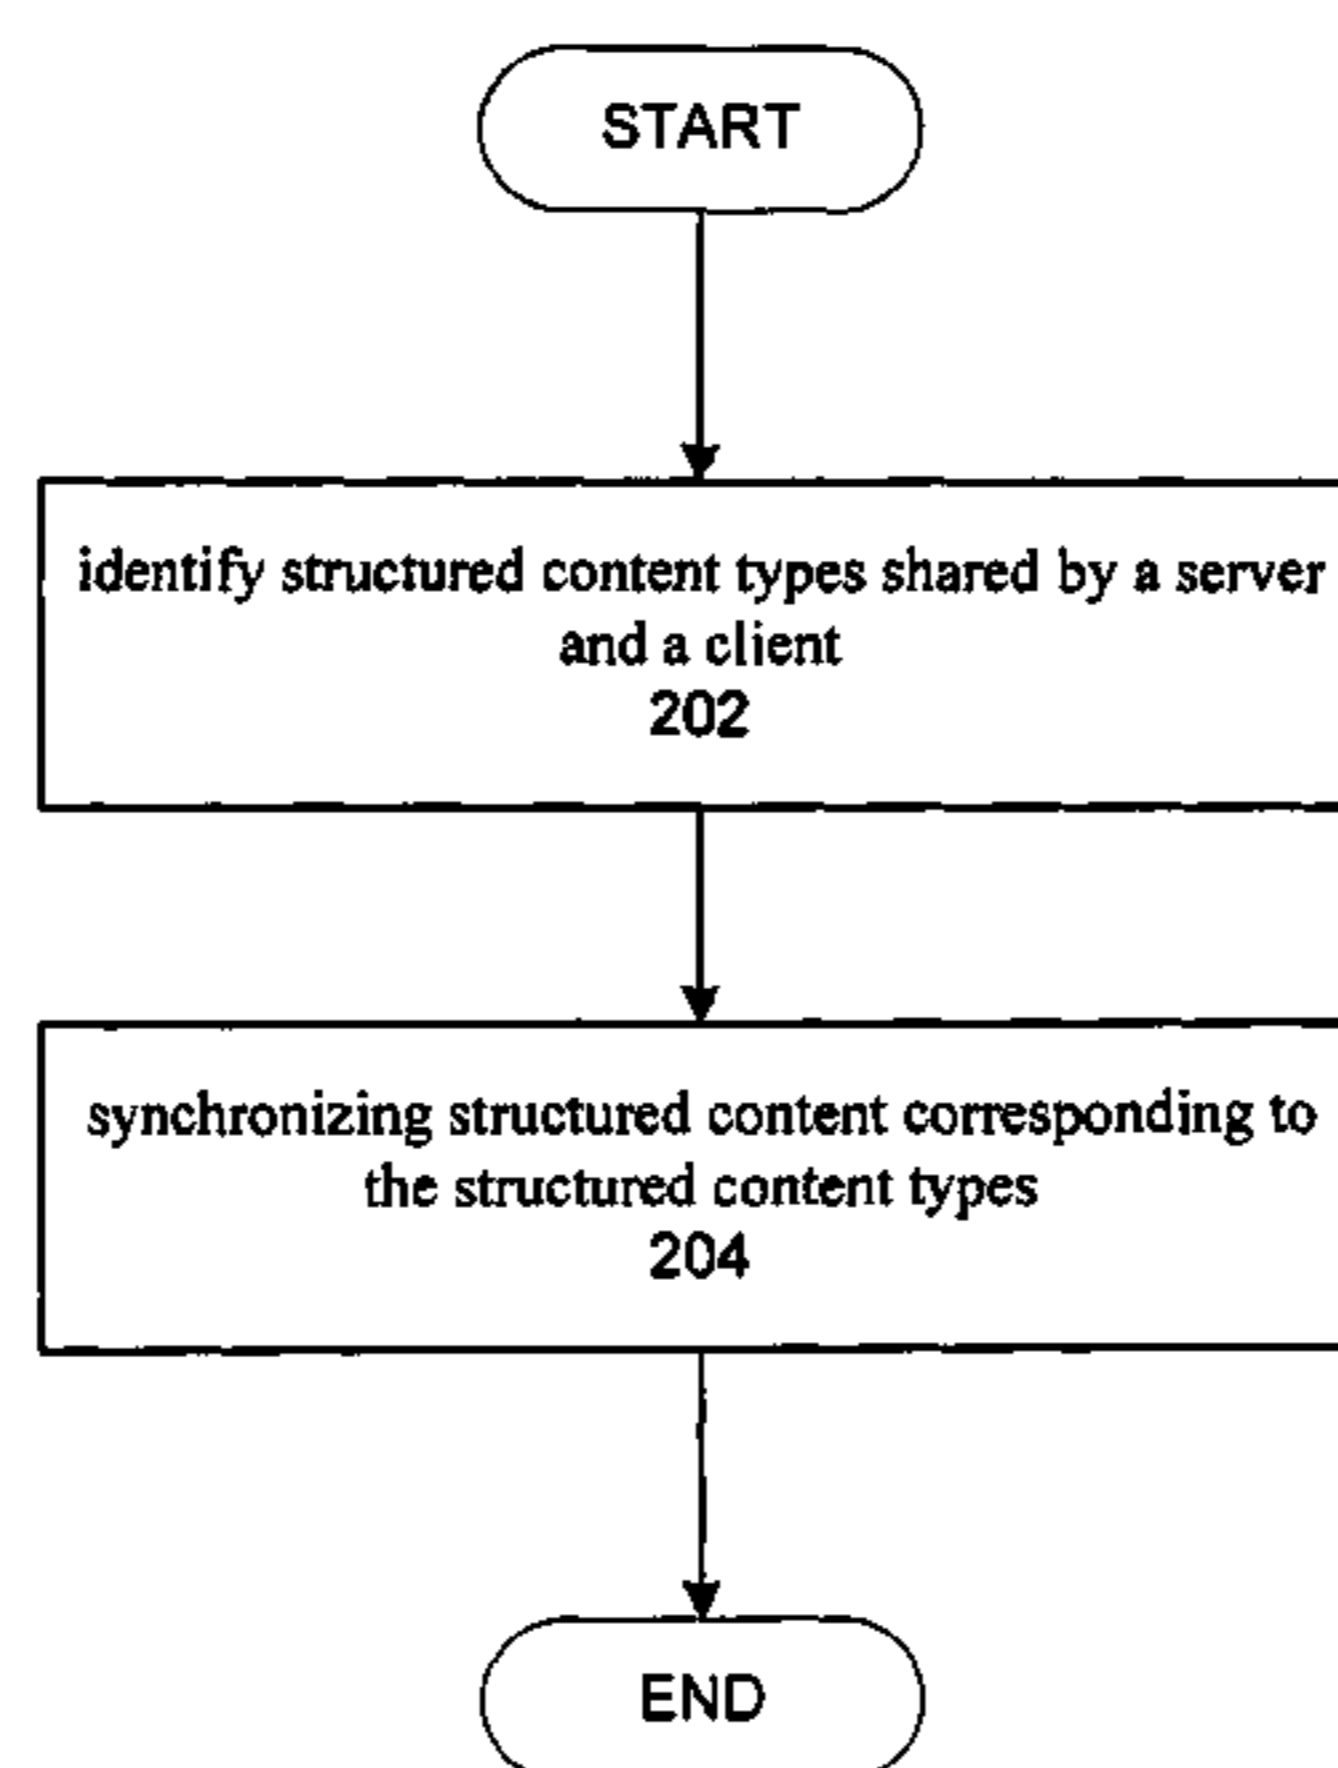 START
identify structured content types shared by a server
and a client
202
synchronizing structured content corresponding to
the structured content types
204
END